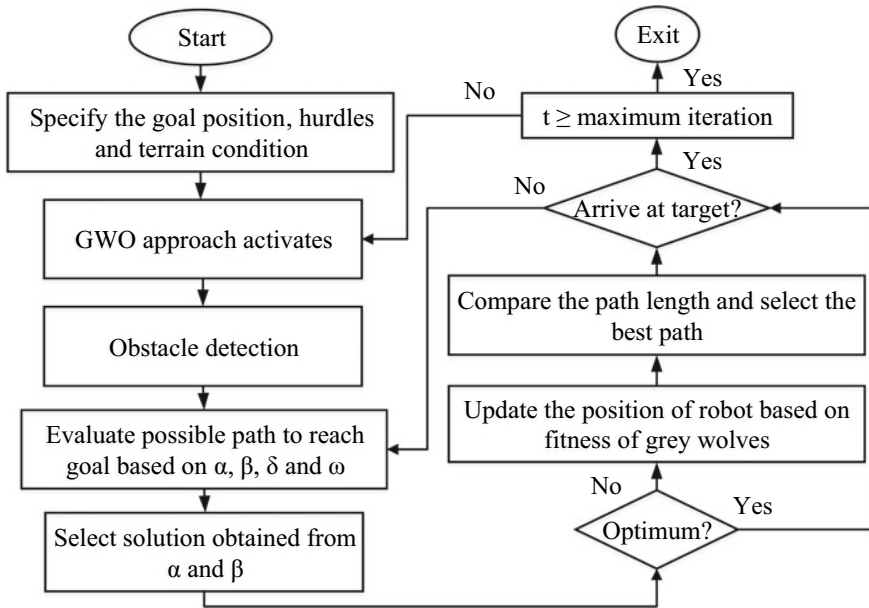 Start
Specify the goal position, hurdles
and terrain condition
GWO approach activates
Obstacle detection
Evaluate possible path to reach
goal based on α, β, δ and ω
Select solution obtained from
α and β
Exit
Yes
No
t ≥ maximum iteration
Yes
No
Arrive at target?
Compare the path length and select the
best path
Update the position of robot based on
fitness of grey wolves
No
Yes
Optimum?